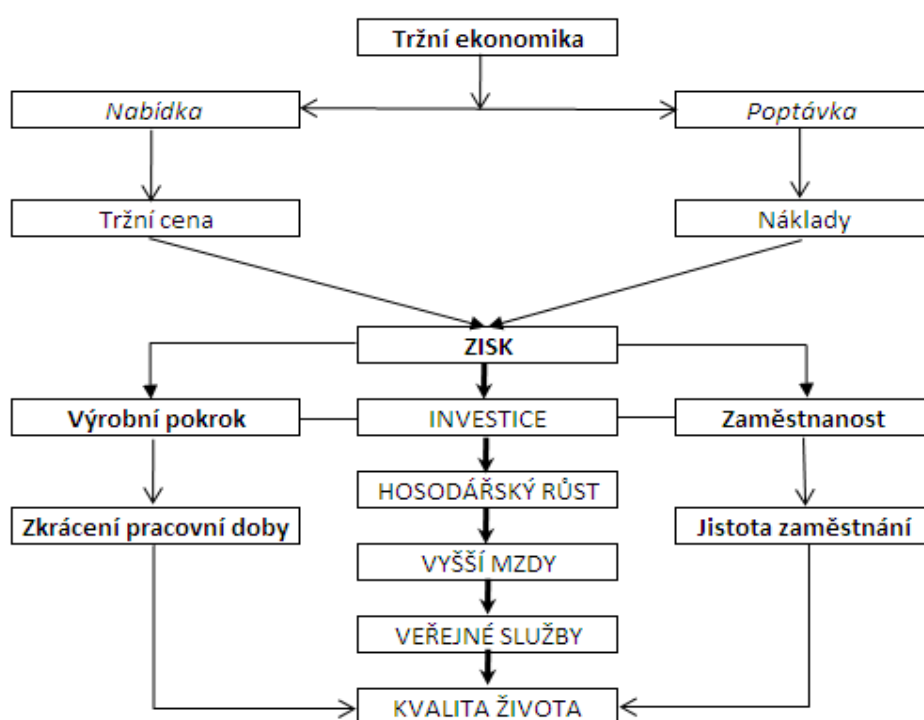 Tržní ekonomika
Nabídka
Poptávka
Tržní cena
Náklady
ZISK
Výrobní pokrok
INVESTICE
Zaměstnanost
HOSODÁŘSKÝ RŮST
Zkrácení pracovní doby
Jistota zaměstnání
VYŠŠÍ MZDY
VEŘEJNÉ SLUŽBY
KVALITA ŽIVOTA